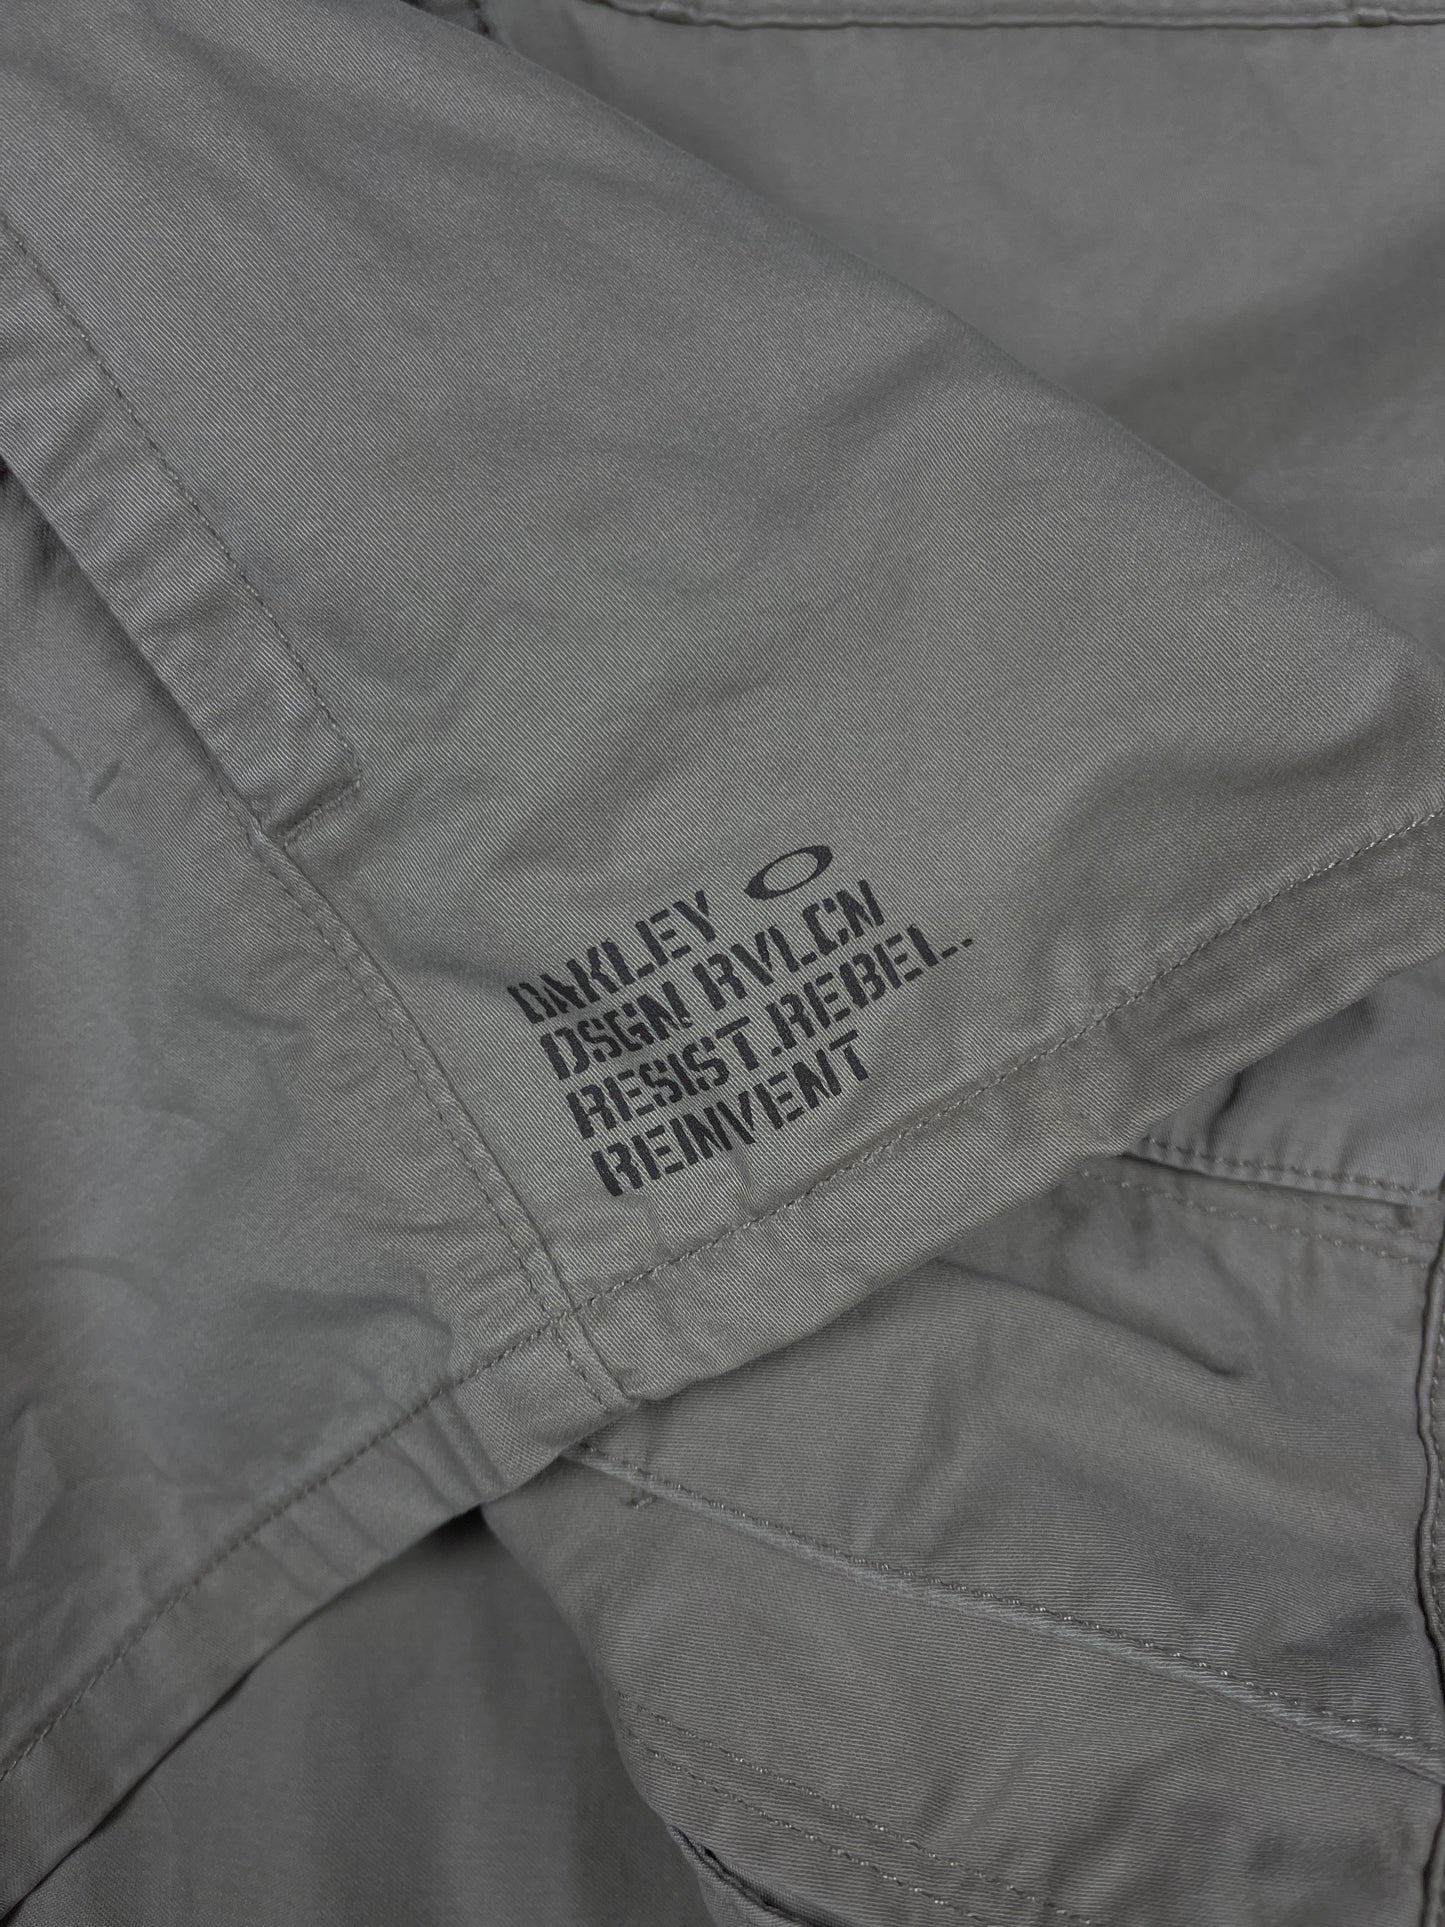 OAKLEY
DSGN RVLCN
RESIST.REBEL.
REINVENT